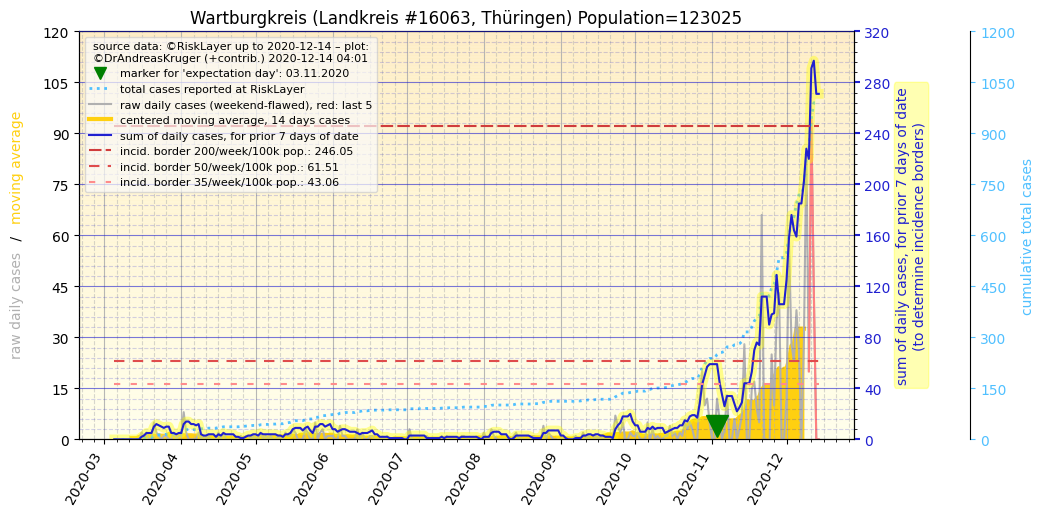 Wartburgkreis (Landkreis #16063, Thüringen) Population=123025
source data: ©RiskLayer up to 2020-12-14 – plot:
©DrAndreasKruger (+contrib.) 2020-12-14 04:01
marker for 'expectation day': 03.11.2020
total cases reported at RiskLayer
raw daily cases (weekend-flawed), red: last 5
centered moving average, 14 days cases
sum of daily cases, for prior 7 days of date
incid. border 200/week/100k pop.: 246.05
incid. border 50/week/100k pop.: 61.51
incid. border 35/week/100k pop.: 43.06
raw daily cases / moving average
120
105
90
75
60
45
30
15
0
2020-03
2020-04
2020-05
2020-06
2020-07
2020-08
2020-09
2020-10
2020-11
2020-12
320
280
240
200
160
120
80
40
0
sum of daily cases, for prior 7 days of date
(to determine incidence borders)
1200
1050
900
750
600
450
300
150
0
cumulative total cases